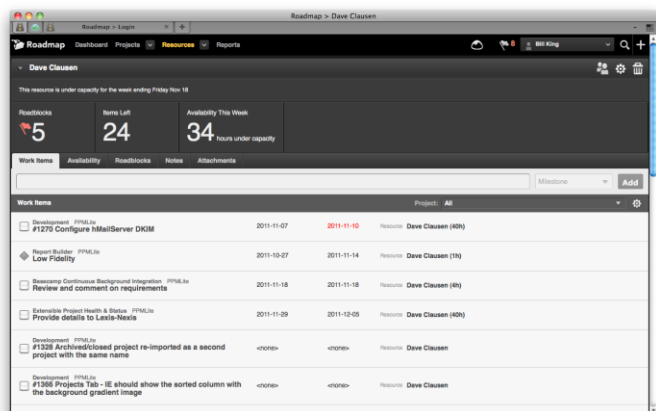 Roadmap > Dave Clausen
Roadmap > Login
Roadmap Dashboard Projects Resources Reports 8 Bill King
Dave Clausen
This resource is under capacity for the week ending Friday Nov 18
Roadblocks Items Left Availability This Week
5 24 34 hours under capacity
Work Items Availability Roadblocks Notes Attachments
Milestone Add
Work Items Project: All
Development PPMLite
#1270 Configure hMailServer DKIM 2011-11-07 2011-11-10 Resource Dave Clausen (40h)
Report Builder PPMLite
Low Fidelity 2011-10-27 2011-11-14 Resource Dave Clausen (1h)
Basecamp Continuous Background Integration PPMLite
Review and comment on requirements 2011-11-18 2011-11-18 Resource Dave Clausen (4h)
Extensible Project Health & Status PPMLite
Provide details to Lexis-Nexis 2011-11-29 2011-12-05 Resource Dave Clausen (40h)
Development PPMLite
#1328 Archived/closed project re-imported as a second
project with the same name <none> <none> Resource Dave Clausen
Development PPMLite
#1366 Projects Tab - IE should show the sorted column with
the background gradient image <none> <none> Resource Dave Clausen